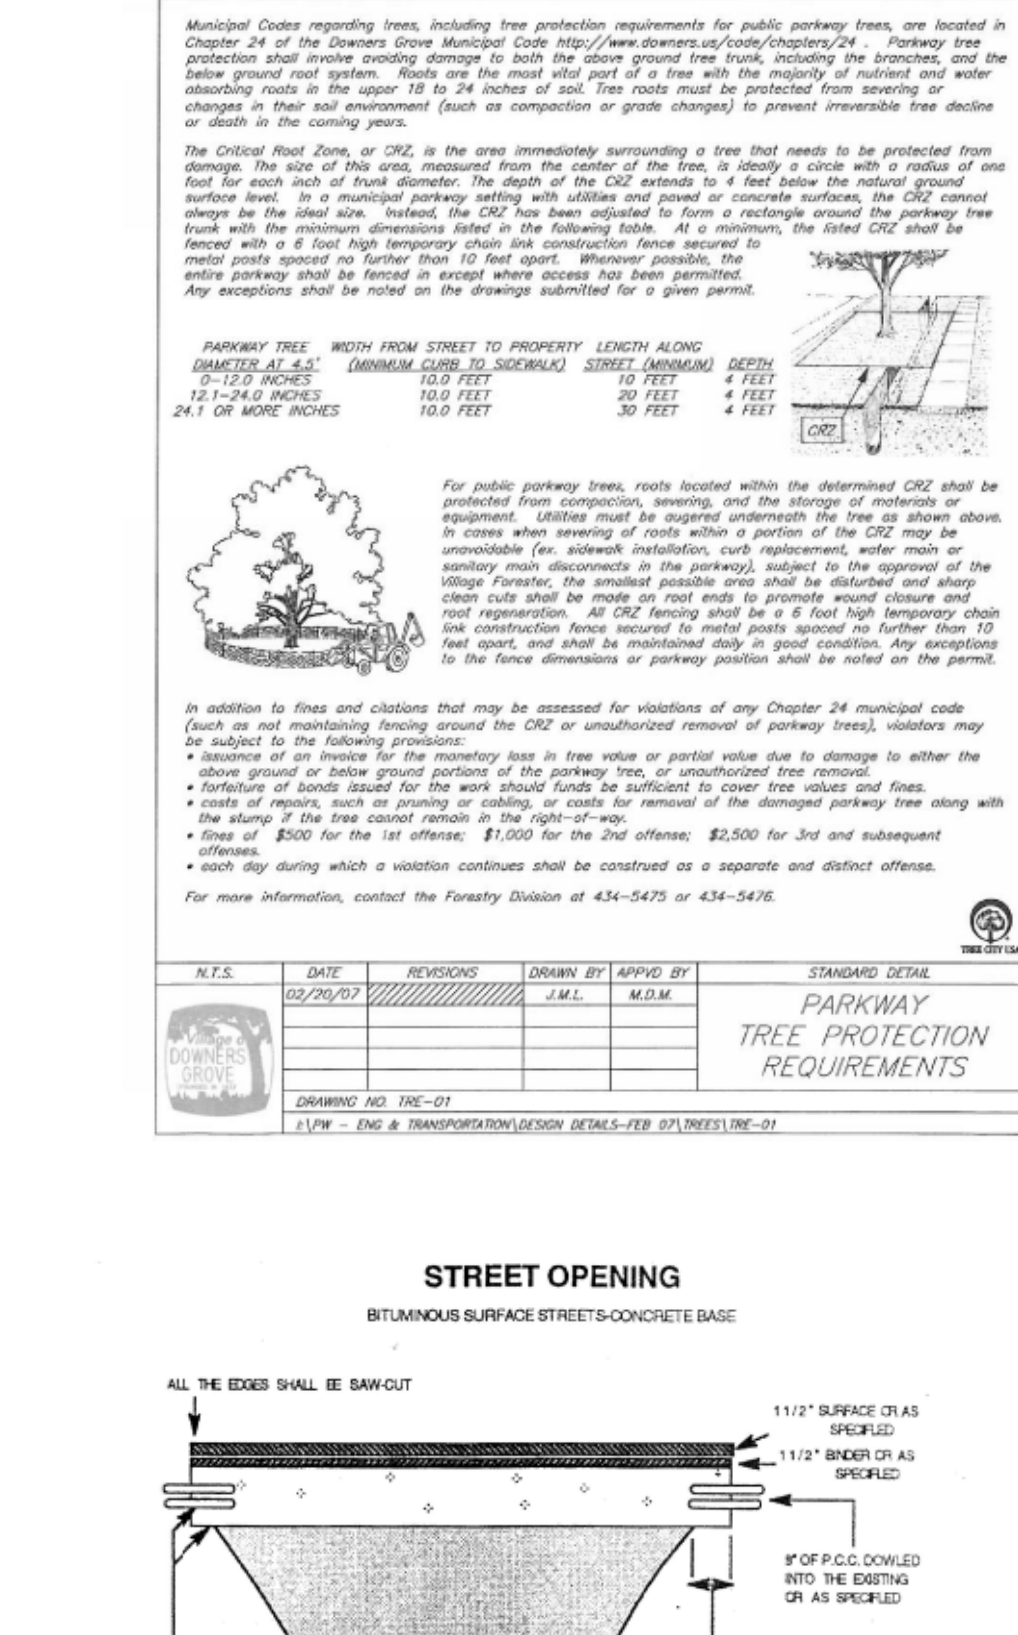 Municipal Codes regarding trees, including tree protection requirements for public parkway trees, are located in
Chapter 24 of the Downers Grove Municipal Code http://www.downers.us/code/chapters/24 . Parkway tree
protection shall involve avoiding damage to both the above ground tree trunk, including the branches, and the
below ground root system. Roots are the most vital part of a tree with the majority of nutrient and water
absorbing roots in the upper 18 to 24 inches of soil. Tree roots must be protected from severing or
changes in their soil environment (such as compaction or grade changes) to prevent irreversible tree decline
or death in the coming years.
The Critical Root Zone, or CRZ, is the area immediately surrounding a tree that needs to be protected from
damage. The size of this area, measured from the center of the tree, is ideally a circle with a radius of one
foot for each inch of trunk diameter. The depth of the CRZ extends to 4 feet below the natural ground
surface level. In a municipal parkway setting with utilities and paved or concrete surfaces, the CRZ cannot
always be the ideal size. Instead, the CRZ has been adjusted to form a rectangle around the parkway tree
trunk with the minimum dimensions listed in the following table. At a minimum, the listed CRZ shall be
fenced with a 6 foot high temporary chain link construction fence secured to
metal posts spaced no further than 10 feet apart. Whenever possible, the
entire parkway shall be fenced in except where access has been permitted.
Any exceptions shall be noted on the drawings submitted for a given permit.
PARKWAY TREE WIDTH FROM STREET TO PROPERTY LENGTH ALONG
DIAMETER AT 4.5' (MINIMUM CURB TO SIDEWALK) STREET (MINIMUM) DEPTH
0-12.0 INCHES 10.0 FEET 10 FEET 4 FEET
12.1-24.0 INCHES 10.0 FEET 20 FEET 4 FEET
24.1 OR MORE INCHES 10.0 FEET 30 FEET 4 FEET
CRZ
For public parkway trees, roots located within the determined CRZ shall be
protected from compaction, severing, and the storage of materials or
equipment. Utilities must be augered underneath the tree as shown above.
In cases when severing of roots within a portion of the CRZ may be
unavoidable (ex. sidewalk installation, curb replacement, water main or
sanitary main disconnects in the parkway), subject to the approval of the
Village Forester, the smallest possible area shall be disturbed and sharp
clean cuts shall be made on root ends to promote wound closure and
root regeneration. All CRZ fencing shall be a 6 foot high temporary chain
link construction fence secured to metal posts spaced no further than 10
feet apart, and shall be maintained daily in good condition. Any exceptions
to the fence dimensions or parkway position shall be noted on the permit.
In addition to fines and citations that may be assessed for violations of any Chapter 24 municipal code
(such as not maintaining fencing around the CRZ or unauthorized removal of parkway trees), violators may
be subject to the following provisions:
• issuance of an invoice for the monetary loss in tree value or partial value due to damage to either the
above ground or below ground portions of the parkway tree, or unauthorized tree removal.
• forfeiture of bonds issued for the work should funds be sufficient to cover tree values and fines.
• costs of repairs, such as pruning or cabling, or costs for removal of the damaged parkway tree along with
the stump if the tree cannot remain in the right-of-way.
• fines of $500 for the 1st offense; $1,000 for the 2nd offense; $2,500 for 3rd and subsequent
offenses.
• each day during which a violation continues shall be construed as a separate and distinct offense.
For more information, contact the Forestry Division at 434-5475 or 434-5476.
TREE CITY USA
N.T.S. DATE REVISIONS DRAWN BY APPVD BY STANDARD DETAIL
02/20/07 J.M.L. M.D.M.
PARKWAY
TREE PROTECTION
REQUIREMENTS
Village of
DOWNERS
GROVE
DRAWING NO. TRE-01
I:\PW - ENG & TRANSPORTATION\DESIGN DETAILS-FEB 07\TREES\TRE-01
STREET OPENING
BITUMINOUS SURFACE STREETS-CONCRETE BASE
ALL THE EDGES SHALL BE SAW-CUT
1 1/2" SURFACE OR AS
SPECIFIED
1 1/2" BINDER OR AS
SPECIFIED
9" OF P.C.C. DOWLED
INTO THE EXISTING
OR AS SPECIFIED